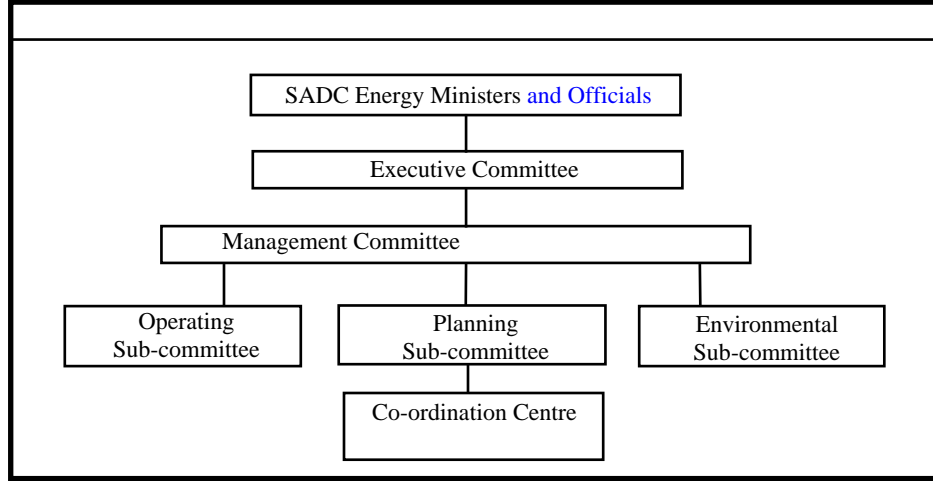 SADC Energy Ministers and Officials
Executive Committee
Management Committee
Operating
Sub-committee
Planning
Sub-committee
Environmental
Sub-committee
Co-ordination Centre